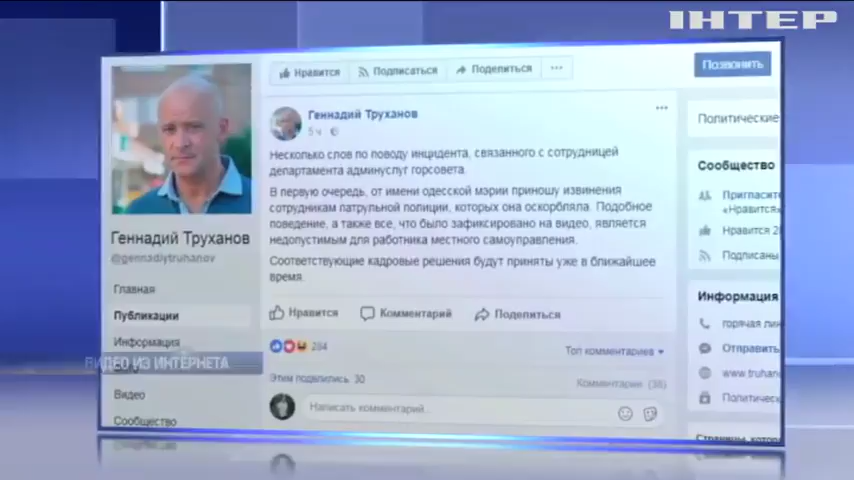 ІНТЕР
Нравится
Подписаться
Поделиться
Позвонить
Геннадий Труханов
5 ч
Несколько слов по поводу инцидента, связанного с сотрудницей
департамента админуслуг горсовета.
В первую очередь, от имени одесской мэрии приношу извинения
сотрудникам патрульной полиции, которых она оскорбляла. Подобное
поведение, а также все, что было зафиксировано на видео, является
недопустимым для работника местного самоуправления.
Соответствующие кадровые решения будут приняты уже в ближайшее
время.
Нравится
Комментарий
Поделиться
284
Топ комментариев
Этим поделились: 30
Комментарии: (38)
Написать комментарий...
Геннадий Труханов
@gennadiytruhanov
Главная
Публикации
Информация
ВИДЕО ИЗ ИНТЕРНЕТА
Видео
Сообщество
Политические
Сообщество
Пригласите
«Нравится»
Нравится
Подписаны
Информация
горячая лин
Отправить
www.truhan
Политическ